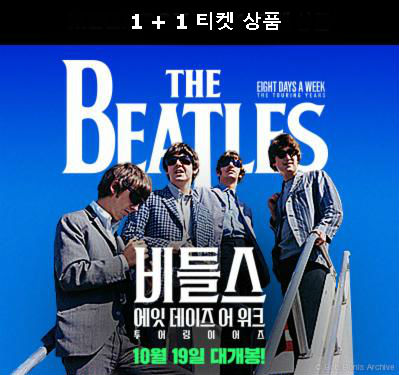 1 + 1 티켓 상품
THE
BEATLES
EIGHT DAYS A WEEK
THE TOURING YEARS
비틀스
에잇 데이즈 어 위크
투어링 이어즈
10월 19일 대개봉!
© Bob Bonis Archive